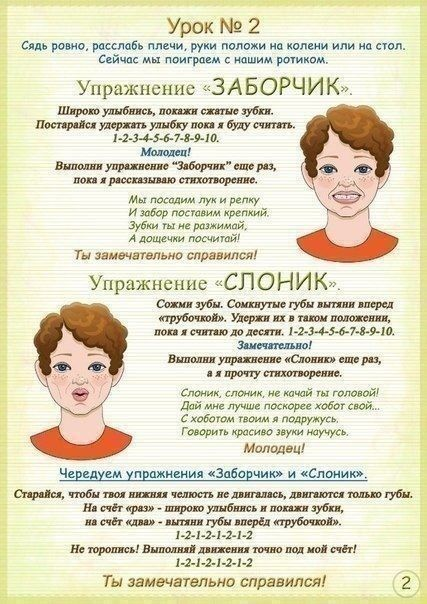 Урок № 2
Сядь ровно, расслабь плечи, руки положи на колени или на стол.
Сейчас мы поиграем с нашим ротиком.
Упражнение «ЗАБОРЧИК».
Широко улыбнись, покажи сжатые зубки.
Постарайся удержать улыбку пока я буду считать.
1-2-3-4-5-6-7-8-9-10.
Молодец!
Выполни упражнение "Заборчик" еще раз,
пока я рассказываю стихотворение.
Мы посадим лук и репку
И забор поставим крепкий.
Зубки ты не разжимай,
А дощечки посчитай!
Ты замечательно справился!
Упражнение «СЛОНИК».
Сожми зубы. Сомкнутые губы вытяни вперед
«трубочкой». Удержи их в таком положении,
пока я считаю до десяти. 1-2-3-4-5-6-7-8-9-10.
Замечательно!
Выполни упражнение «Слоник» еще раз,
а я прочту стихотворение.
Слоник, слоник, не качай ты головой!
Дай мне лучше поскорее хобот свой...
С хоботом твоим я подружусь,
Говорить красиво звуки научусь.
Молодец!
Чередуем упражнения «Заборчик» и «Слоник».
Старайся, чтобы твоя нижняя челюсть не двигалась, двигаются только губы.
На счёт «раз» - широко улыбнись и покажи зубки,
на счёт «два» - вытяни губы вперёд «трубочкой».
1-2-1-2-1-2-1-2
Не торопись! Выполняй движения точно под мой счёт!
1-2-1-2-1-2-1-2
Ты замечательно справился!
2